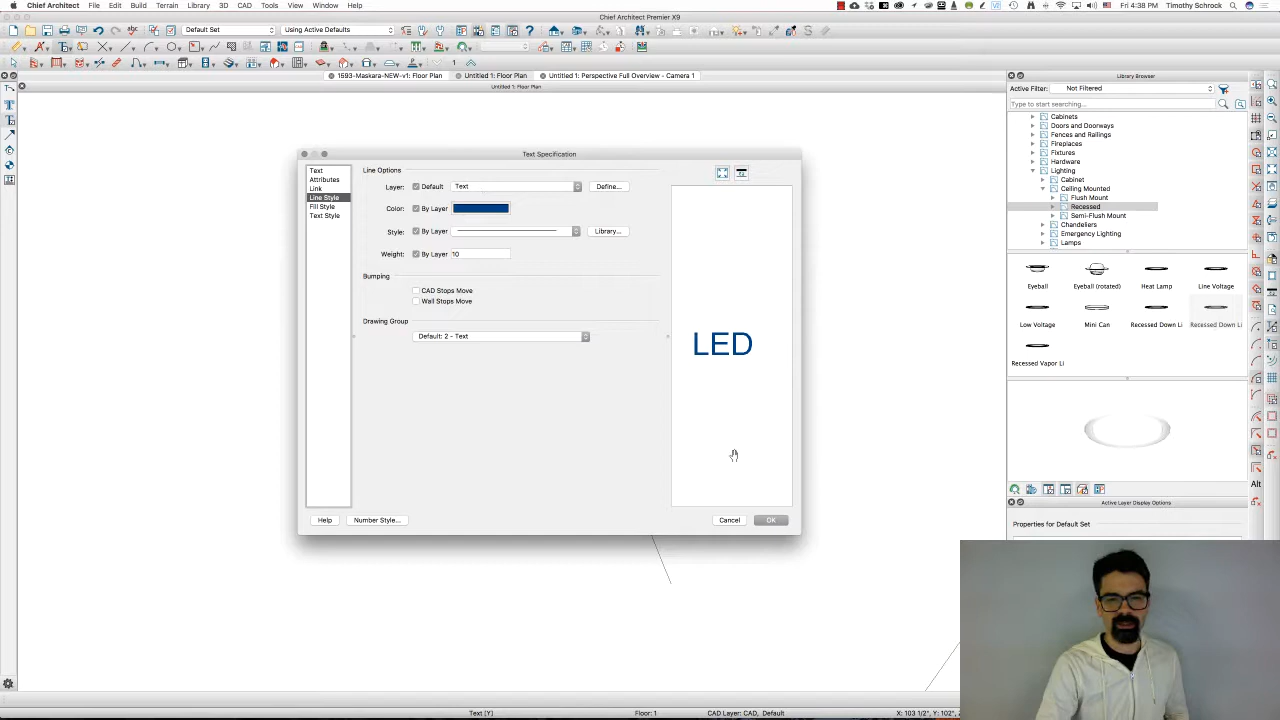 Chief Architect File Edit Build Terrain Library 3D CAD Tools View Window Help
Fri 4:38 PM Timothy Schrock
Chief Architect Premier X9
Default Set Using Active Defaults
1593-Maskara-NEW-v1: Floor Plan Untitled 1: Floor Plan Untitled 1: Perspective Full Overview - Camera 1
Untitled 1: Floor Plan
Text Specification
Text
Attributes
Link
Line Style
Fill Style
Text Style
Line Options
Layer: Default Text Define...
Color: By Layer
Style: By Layer Library...
Weight: By Layer 10
Bumping
CAD Stops Move
Wall Stops Move
Drawing Group
Default: 2 - Text
LED
Help Number Style... Cancel OK
Library Browser
Active Filter: Not Filtered
Type to start searching...
Cabinets
Doors and Doorways
Fences and Railings
Fireplaces
Fixtures
Hardware
Lighting
Cabinet
Ceiling Mounted
Flush Mount
Recessed
Semi-Flush Mount
Chandeliers
Emergency Lighting
Lamps
Eyeball Eyeball (rotated) Heat Lamp Line Voltage
Low Voltage Mini Can Recessed Down Li Recessed Down Li
Recessed Vapor Li
Alt
Active Layer Display Options
Properties for Default Set
Text [Y] Floor: 1 CAD Layer: CAD, Default X: 103 1/2", Y: 102",